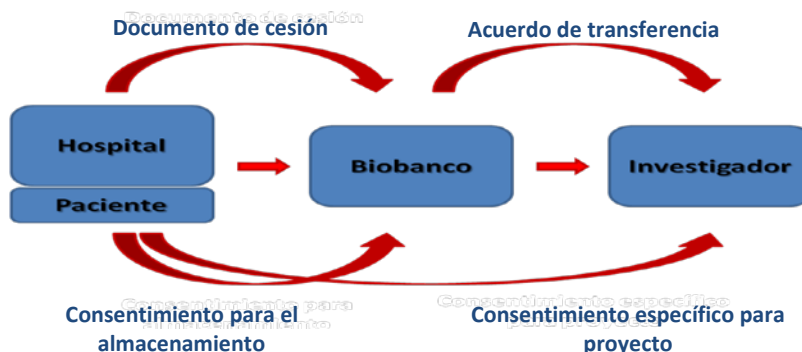 Documento de cesión
Acuerdo de transferencia
Hospital
Paciente
Biobanco
Investigador
Consentimiento para el
almacenamiento
Consentimiento específico para
proyecto